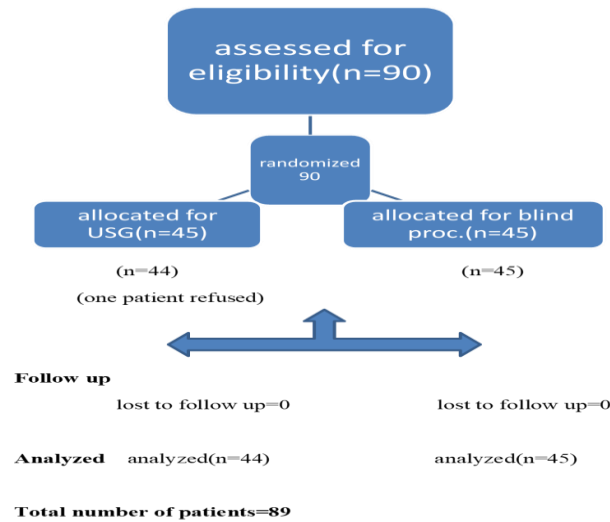 assessed for
eligibility(n=90)
randomized
90
allocated for
USG(n=45)
allocated for blind
proc.(n=45)
(n=44)
(n=45)
(one patient refused)
Follow up
lost to follow up=0
lost to follow up=0
Analyzed analyzed(n=44)
analyzed(n=45)
Total number of patients=89